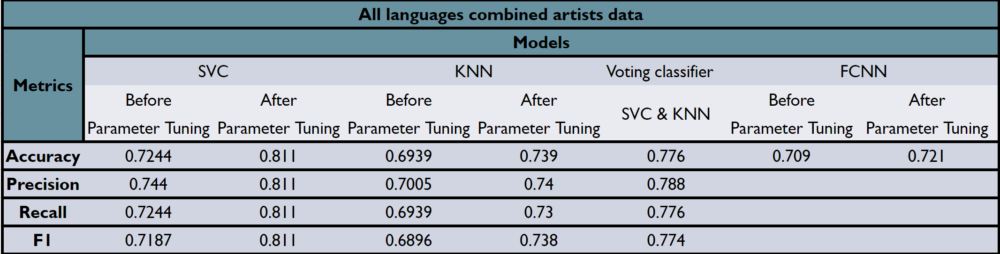 All languages combined artists data
Metrics
Models
SVC KNN Voting classifier FCNN
Before After Before After SVC & KNN Before After
Parameter Tuning Parameter Tuning Parameter Tuning Parameter Tuning Parameter Tuning Parameter Tuning
Accuracy 0.7244 0.811 0.6939 0.739 0.776 0.709 0.721
Precision 0.744 0.811 0.7005 0.74 0.788
Recall 0.7244 0.811 0.6939 0.73 0.776
F1 0.7187 0.811 0.6896 0.738 0.774